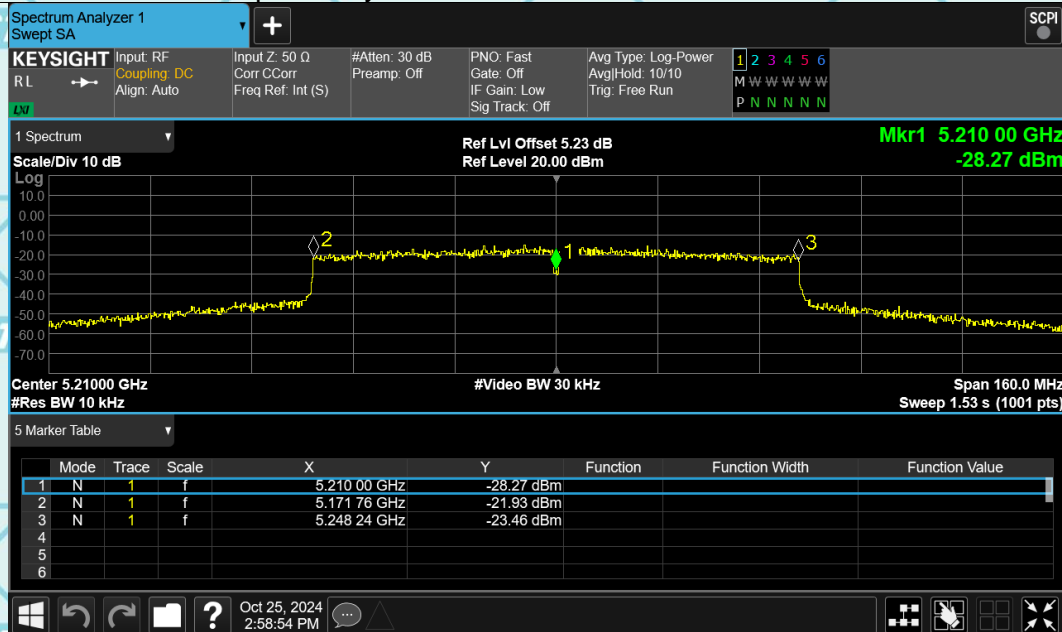 Spectrum Analyzer 1
Swept SA
+
SCPI
KEYSIGHT Input: RF Input Z: 50 Ω #Atten: 30 dB PNO: Fast Avg Type: Log-Power 1 2 3 4 5 6
RL Coupling: DC Corr CCorr Preamp: Off Gate: Off Avg|Hold: 10/10 M W W W W W
Align: Auto Freq Ref: Int (S) IF Gain: Low Trig: Free Run P N N N N N
LXI Sig Track: Off
1 Spectrum Ref Lvl Offset 5.23 dB Mkr1 5.210 00 GHz
Scale/Div 10 dB Ref Level 20.00 dBm -28.27 dBm
Log
10.0
0.00
-10.0
2 1 3
-20.0
-30.0
-40.0
-50.0
-60.0
-70.0
Center 5.21000 GHz #Video BW 30 kHz Span 160.0 MHz
#Res BW 10 kHz Sweep 1.53 s (1001 pts)
5 Marker Table
Mode Trace Scale X Y Function Function Width Function Value
1 N 1 f 5.210 00 GHz -28.27 dBm
2 N 1 f 5.171 76 GHz -21.93 dBm
3 N 1 f 5.248 24 GHz -23.46 dBm
4
5
6
? Oct 25, 2024
2:58:54 PM